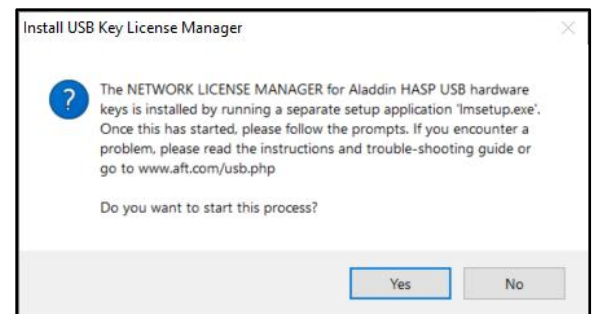 Install USB Key License Manager
The NETWORK LICENSE MANAGER for Aladdin HASP USB hardware
keys is installed by running a separate setup application 'lmsetup.exe'.
Once this has started, please follow the prompts. If you encounter a
problem, please read the instructions and trouble-shooting guide or
go to www.aft.com/usb.php
Do you want to start this process?
Yes No